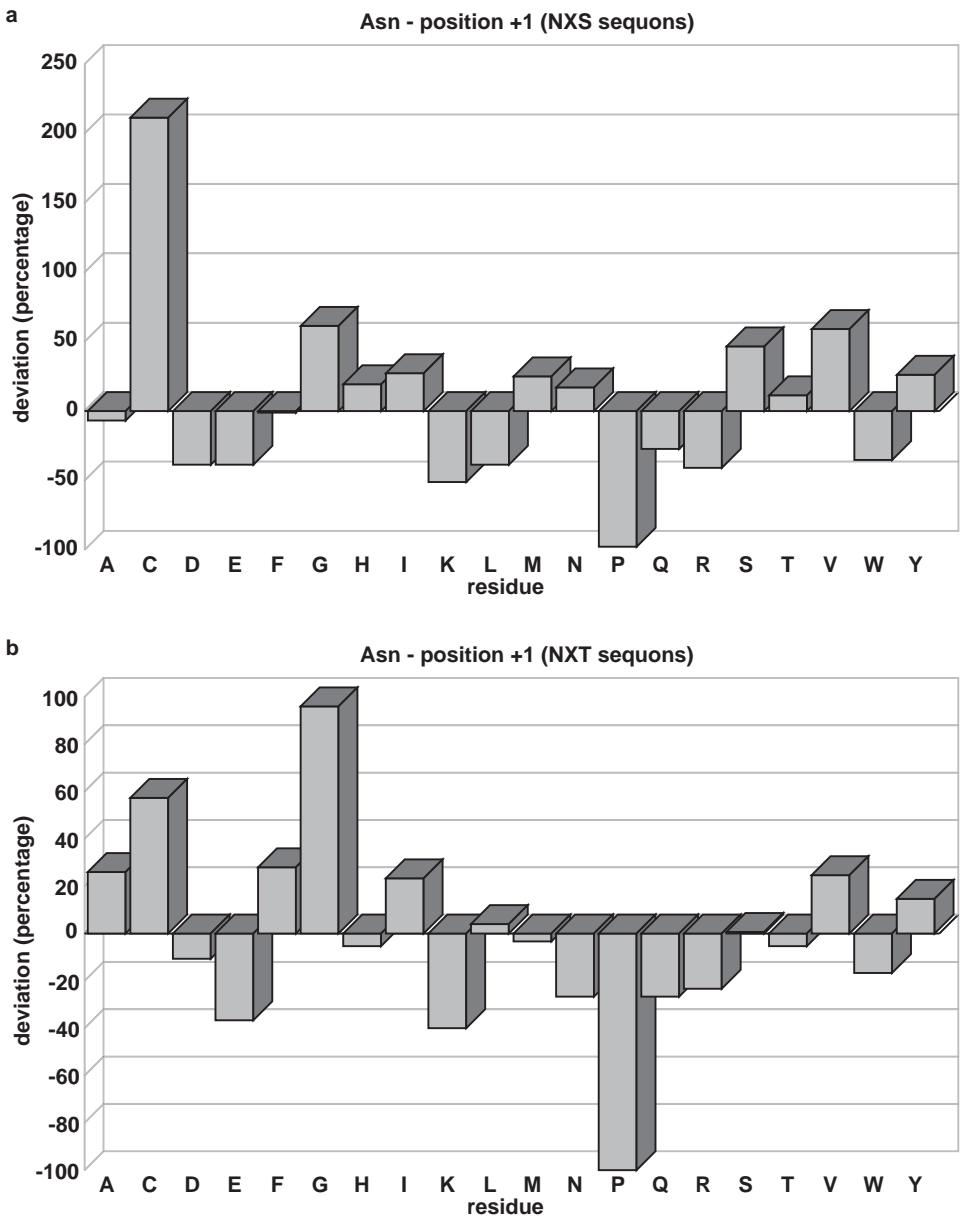 a
Asn - position +1 (NXS sequons)
250
200
150
100
50
0
-50
-100
deviation (percentage)
A C D E F G H I K L M N P Q R S T V W Y
residue
b
Asn - position +1 (NXT sequons)
100
80
60
40
20
0
-20
-40
-60
-80
-100
deviation (percentage)
A C D E F G H I K L M N P Q R S T V W Y
residue